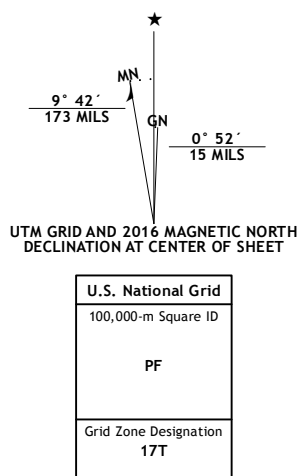 MN
9° 42´
173 MILS
GN
0° 52´
15 MILS
UTM GRID AND 2016 MAGNETIC NORTH
DECLINATION AT CENTER OF SHEET
U.S. National Grid
100,000-m Square ID
PF
Grid Zone Designation
17T